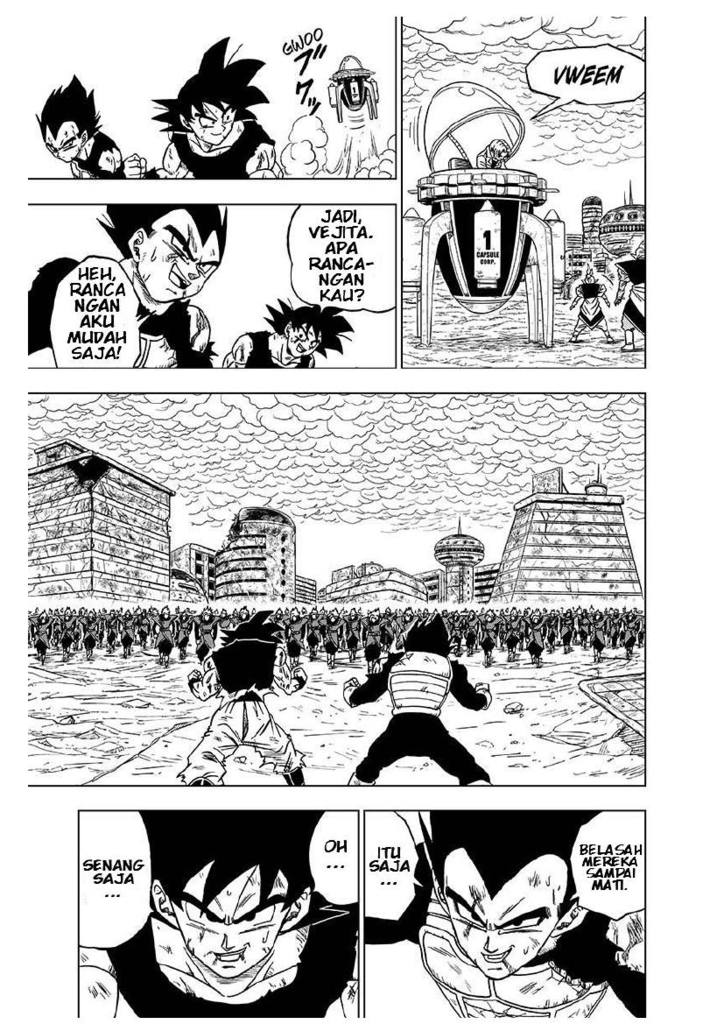 GWOO
ブブ
VWEEM
1
CAPSULE
CORP.
JADI,
VEJITA.
APA
RANCA-
NGAN
KAU?
HEH,
RANCA
NGAN
AKU
MUDAH
SAJA!
BELASAH
MEREKA
SAMPAI
MATI.
ITU
SAJA
...
OH
...
SENANG
SAJA
...